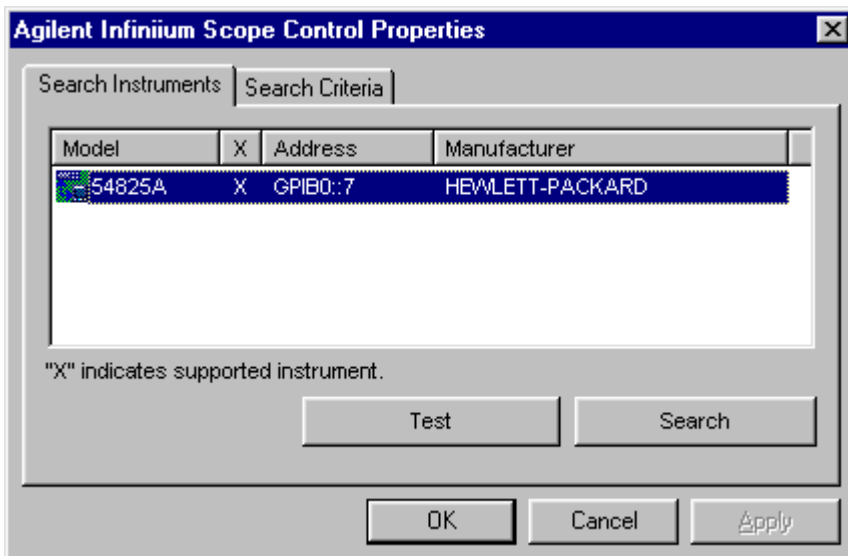 Agilent Infiniium Scope Control Properties
Search Instruments Search Criteria
Model X Address Manufacturer
54825A X GPIB0::7 HEWLETT-PACKARD
"X" indicates supported instrument.
Test Search
OK Cancel Apply